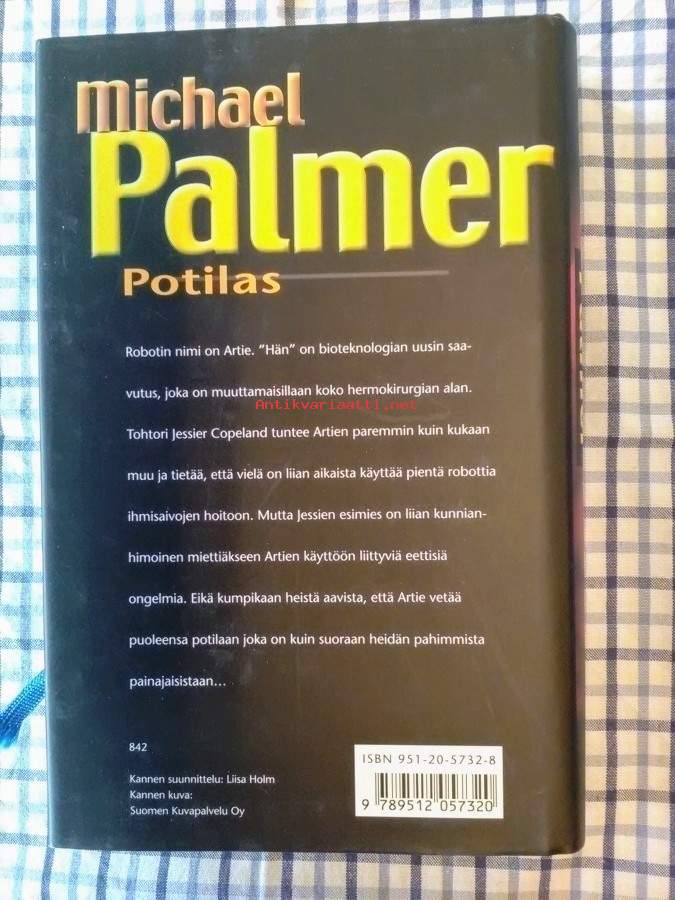 Michael
Palmer
Potilas
Robotin nimi on Artie. ”Hän” on bioteknologian uusin saa-
vutus, joka on muuttamaisillaan koko hermokirurgian alan.
Antikvariaatti.net
Tohtori Jessier Copeland tuntee Artien paremmin kuin kukaan
muu ja tietää, että vielä on liian aikaista käyttää pientä robottia
ihmisaivojen hoitoon. Mutta Jessien esimies on liian kunnian-
himoinen miettiäkseen Artien käyttöön liittyviä eettisiä
ongelmia. Eikä kumpikaan heistä aavista, että Artie vetää
puoleensa potilaan joka on kuin suoraan heidän pahimmista
painajaisistaan...
842
Kannen suunnittelu: Liisa Holm
Kannen kuva:
Suomen Kuvapalvelu Oy
ISBN 951-20-5732-8
9 789512 057320